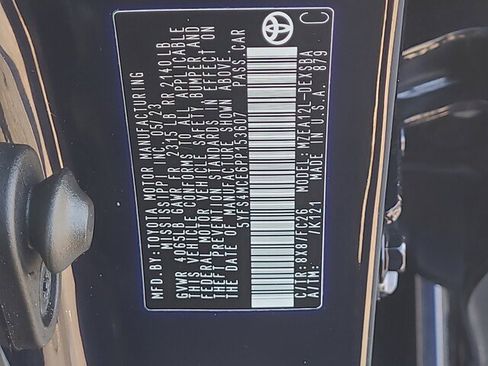 MFD.BY:TOYOTA MOTOR MANUFACTURING
MISSISSIPPI, INC. 05/23
GVWR 4065LB GAWR FR 2315 LB RR 2140 LB
THIS VEHICLE CONFORMS TO ALL APPLICABLE
FEDERAL MOTOR VEHICLE SAFETY, BUMPER AND
THEFT PREVENTION STANDARDS IN EFFECT ON
THE DATE OF MANUFACTURE SHOWN ABOVE.
5YFS4MCE6PP153607 PASS.CAR
C/TR:8X8/FC26 MODEL:MZEA12L-DEXSBA
A/TM: /K121 MADE IN U.S.A. 879
C